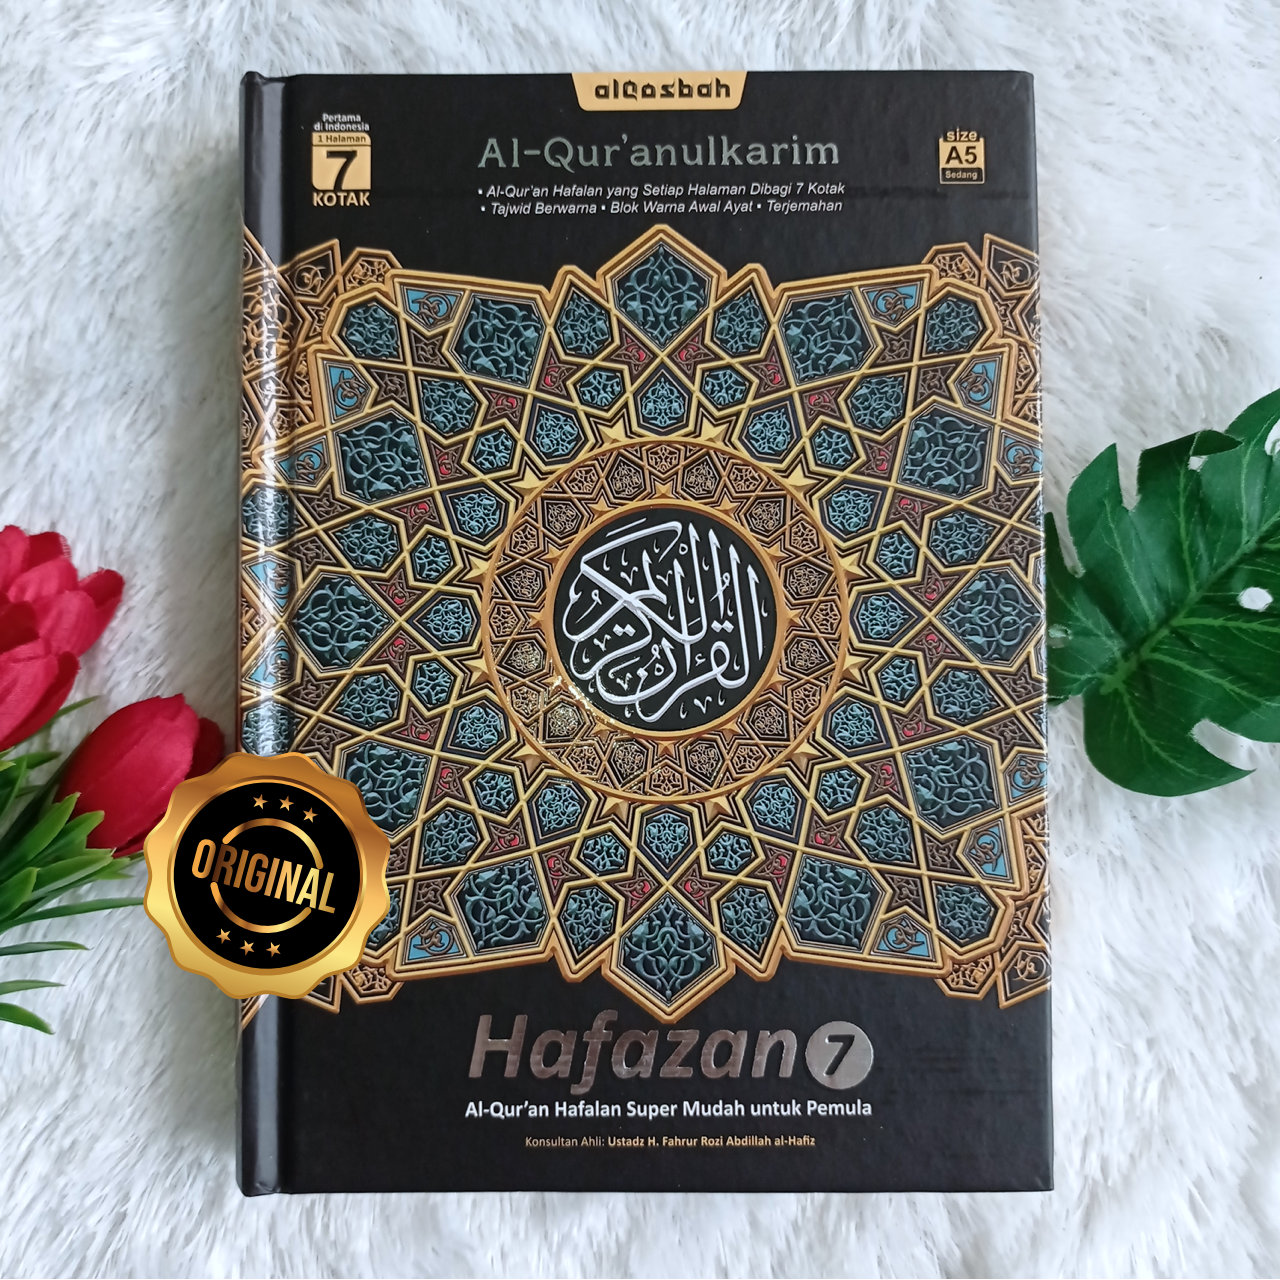 alQosbah
Pertama
di Indonesia
1 Halaman
7
KOTAK
Al-Qur'anulkarim
size
A5
Sedang
• Al-Qur'an Hafalan yang Setiap Halaman Dibagi 7 Kotak
• Tajwid Berwarna • Blok Warna Awal Ayat • Terjemahan
القرآن الكريم
ORIGINAL
Hafazan 7
Al-Qur'an Hafalan Super Mudah untuk Pemula
Konsultan Ahli: Ustadz H. Fahrur Rozi Abdillah al-Hafiz